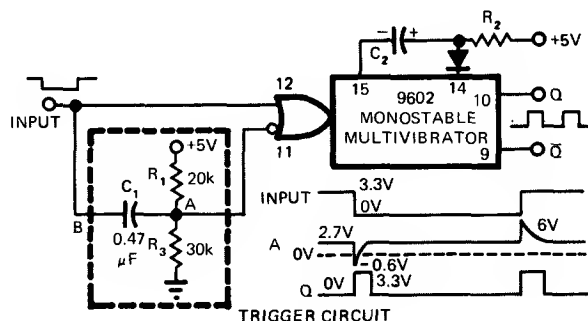 R2
- +
+5V
C2
15
14
12
9602
MONOSTABLE
MULTIVIBRATOR
10
Q
9
Q̅
INPUT
11
+5V
R1
20k
C1
A
B
0.47
µF
R3
30k
INPUT
3.3V
0V
2.7V
A
0V
-0.6V
6V
Q
0V
3.3V
TRIGGER CIRCUIT